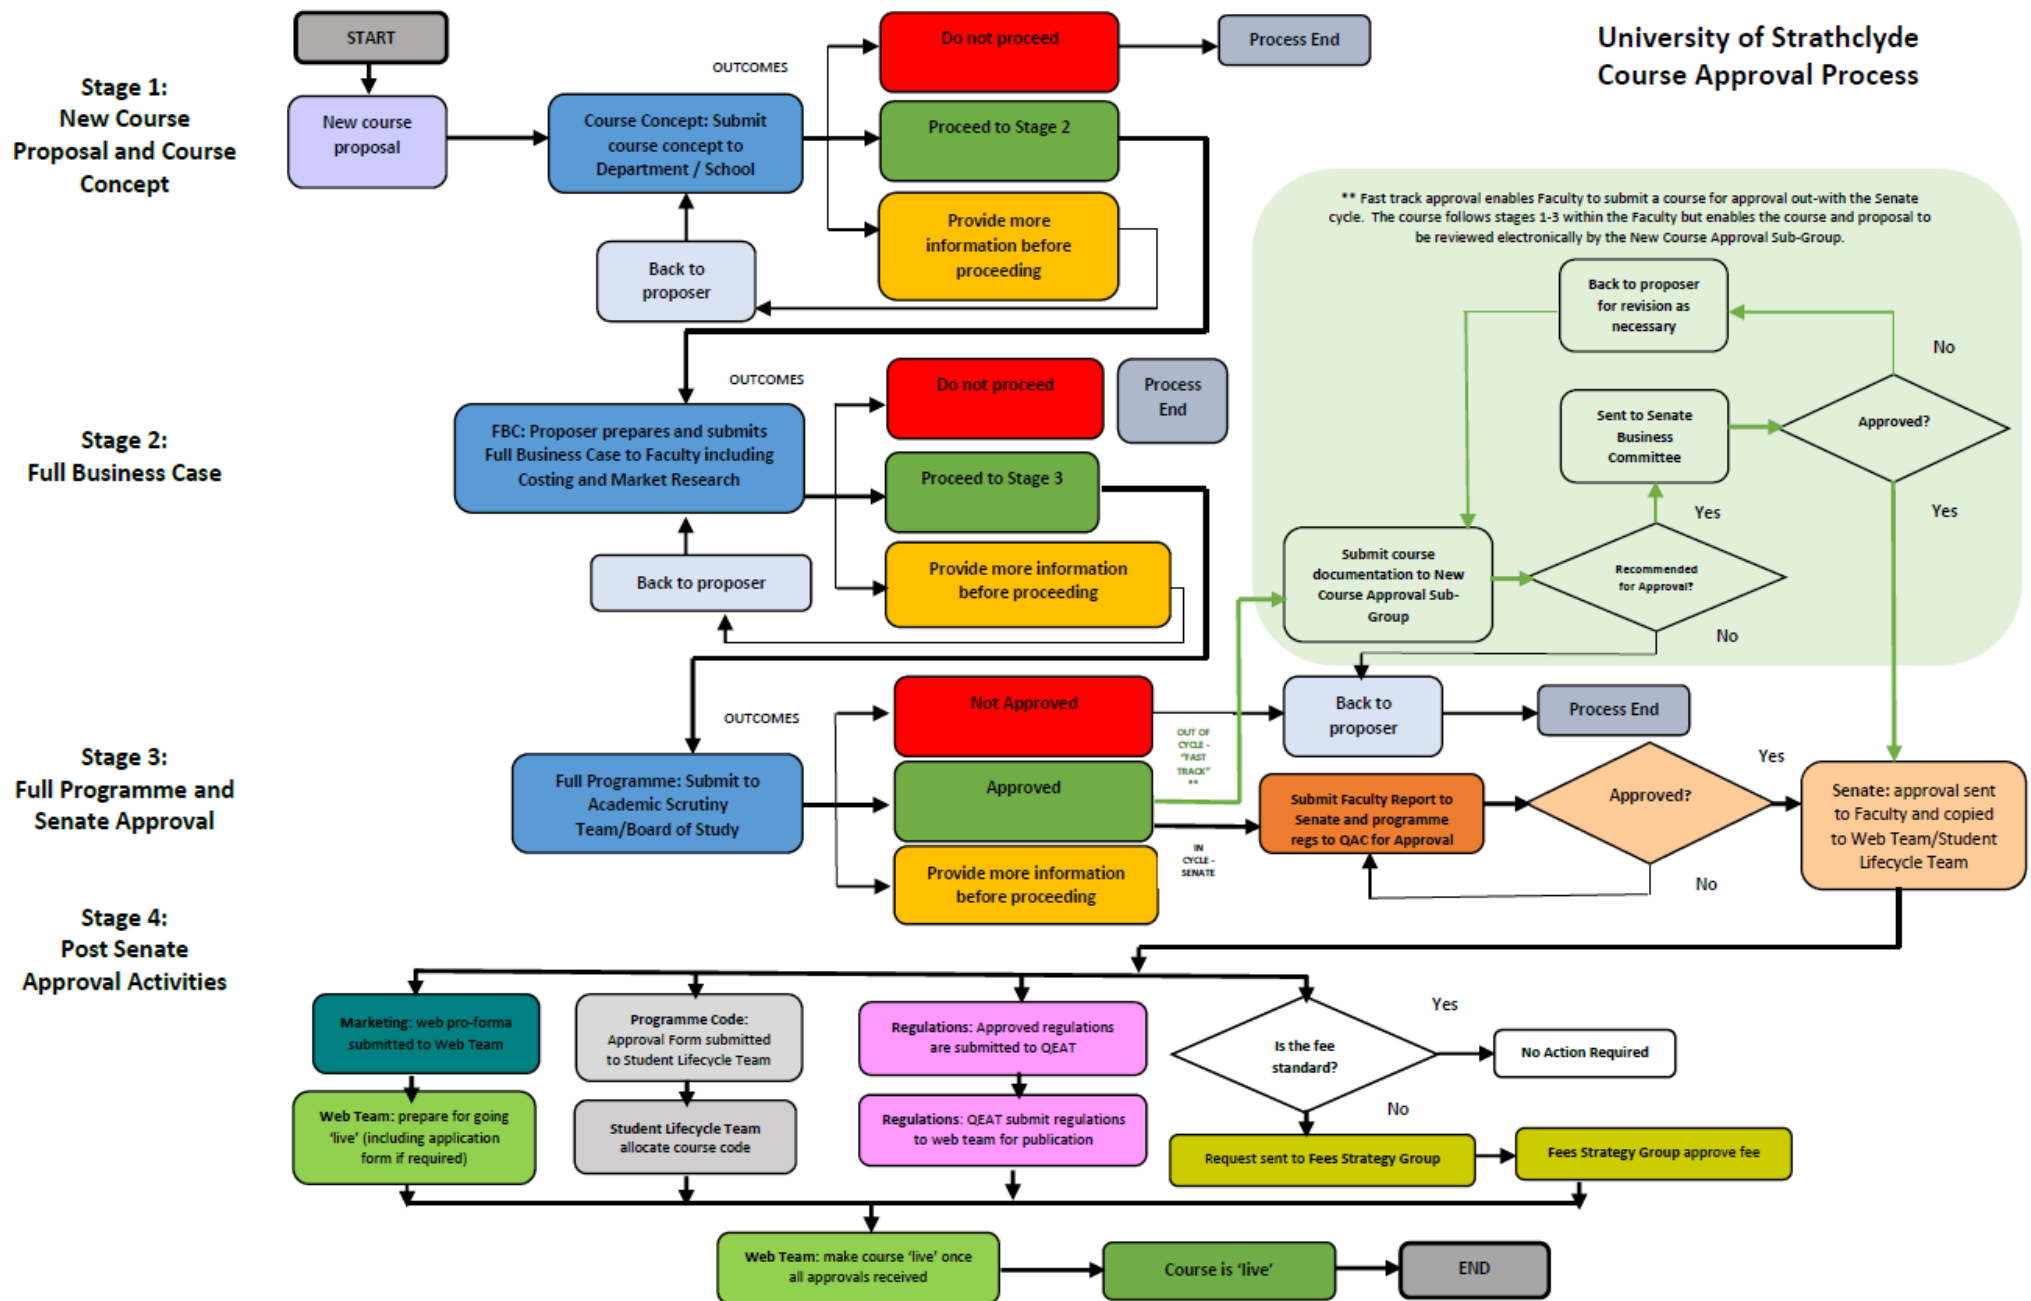 START
University of Strathclyde
Course Approval Process
Stage 1:
New Course
Proposal and Course
Concept
New course
proposal
Course Concept: Submit
course concept to
Department / School
OUTCOMES
Do not proceed
Process End
Proceed to Stage 2
Provide more
information before
proceeding
Back to
proposer
** Fast track approval enables Faculty to submit a course for approval out-with the Senate
cycle. The course follows stages 1-3 within the Faculty but enables the course and proposal to
be reviewed electronically by the New Course Approval Sub-Group.
Back to proposer
for revision as
necessary
No
Sent to Senate
Business
Committee
Approved?
Yes
Yes
Submit course
documentation to New
Course Approval Sub-
Group
Recommended
for Approval?
No
Stage 2:
Full Business Case
FBC: Proposer prepares and submits
Full Business Case to Faculty including
Costing and Market Research
OUTCOMES
Do not proceed
Process
End
Proceed to Stage 3
Provide more information
before proceeding
Back to proposer
Stage 3:
Full Programme and
Senate Approval
Full Programme: Submit to
Academic Scrutiny
Team/Board of Study
OUTCOMES
Not Approved
Back to
proposer
Process End
OUT OF
CYCLE -
"FAST
TRACK"
**
Approved
IN
CYCLE -
SENATE
Provide more information
before proceeding
Submit Faculty Report to
Senate and programme
regs to QAC for Approval
Approved?
Yes
No
Senate: approval sent
to Faculty and copied
to Web Team/Student
Lifecycle Team
Stage 4:
Post Senate
Approval Activities
Marketing: web pro-forma
submitted to Web Team
Programme Code:
Approval Form submitted
to Student Lifecycle Team
Regulations: Approved regulations
are submitted to QEAT
Is the fee
standard?
Yes
No Action Required
No
Web Team: prepare for going
'live' (including application
form if required)
Student Lifecycle Team
allocate course code
Regulations: QEAT submit regulations
to web team for publication
Request sent to Fees Strategy Group
Fees Strategy Group approve fee
Web Team: make course 'live' once
all approvals received
Course is 'live'
END